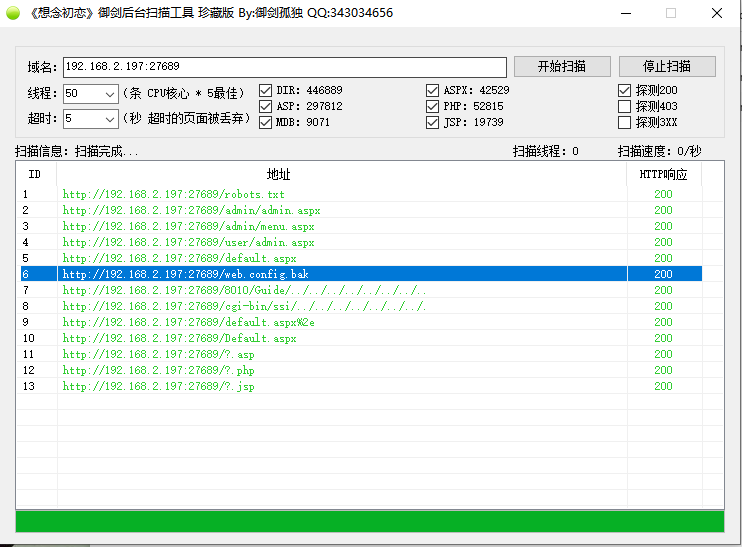 《想念初恋》御剑后台扫描工具 珍藏版 By:御剑孤独 QQ:343034656
域名: 192.168.2.197:27689 开始扫描 停止扫描
线程: 50 (条 CPU核心 * 5最佳) DIR: 446889 ASPX: 42529 探测200
ASP: 297812 PHP: 52815 探测403
超时: 5 (秒 超时的页面被丢弃) MDB: 9071 JSP: 19739 探测3XX
扫描信息: 扫描完成... 扫描线程: 0 扫描速度: 0/秒
ID 地址 HTTP响应
1 http://192.168.2.197:27689/robots.txt 200
2 http://192.168.2.197:27689/admin/admin.aspx 200
3 http://192.168.2.197:27689/admin/menu.aspx 200
4 http://192.168.2.197:27689/user/admin.aspx 200
5 http://192.168.2.197:27689/default.aspx 200
6 http://192.168.2.197:27689/web.config.bak 200
7 http://192.168.2.197:27689/8010/Guide/../../../../../../.. 200
8 http://192.168.2.197:27689/cgi-bin/ssi/../../../../../../. 200
9 http://192.168.2.197:27689/default.aspx%2e 200
10 http://192.168.2.197:27689/Default.aspx 200
11 http://192.168.2.197:27689/?.asp 200
12 http://192.168.2.197:27689/?.php 200
13 http://192.168.2.197:27689/?.jsp 200